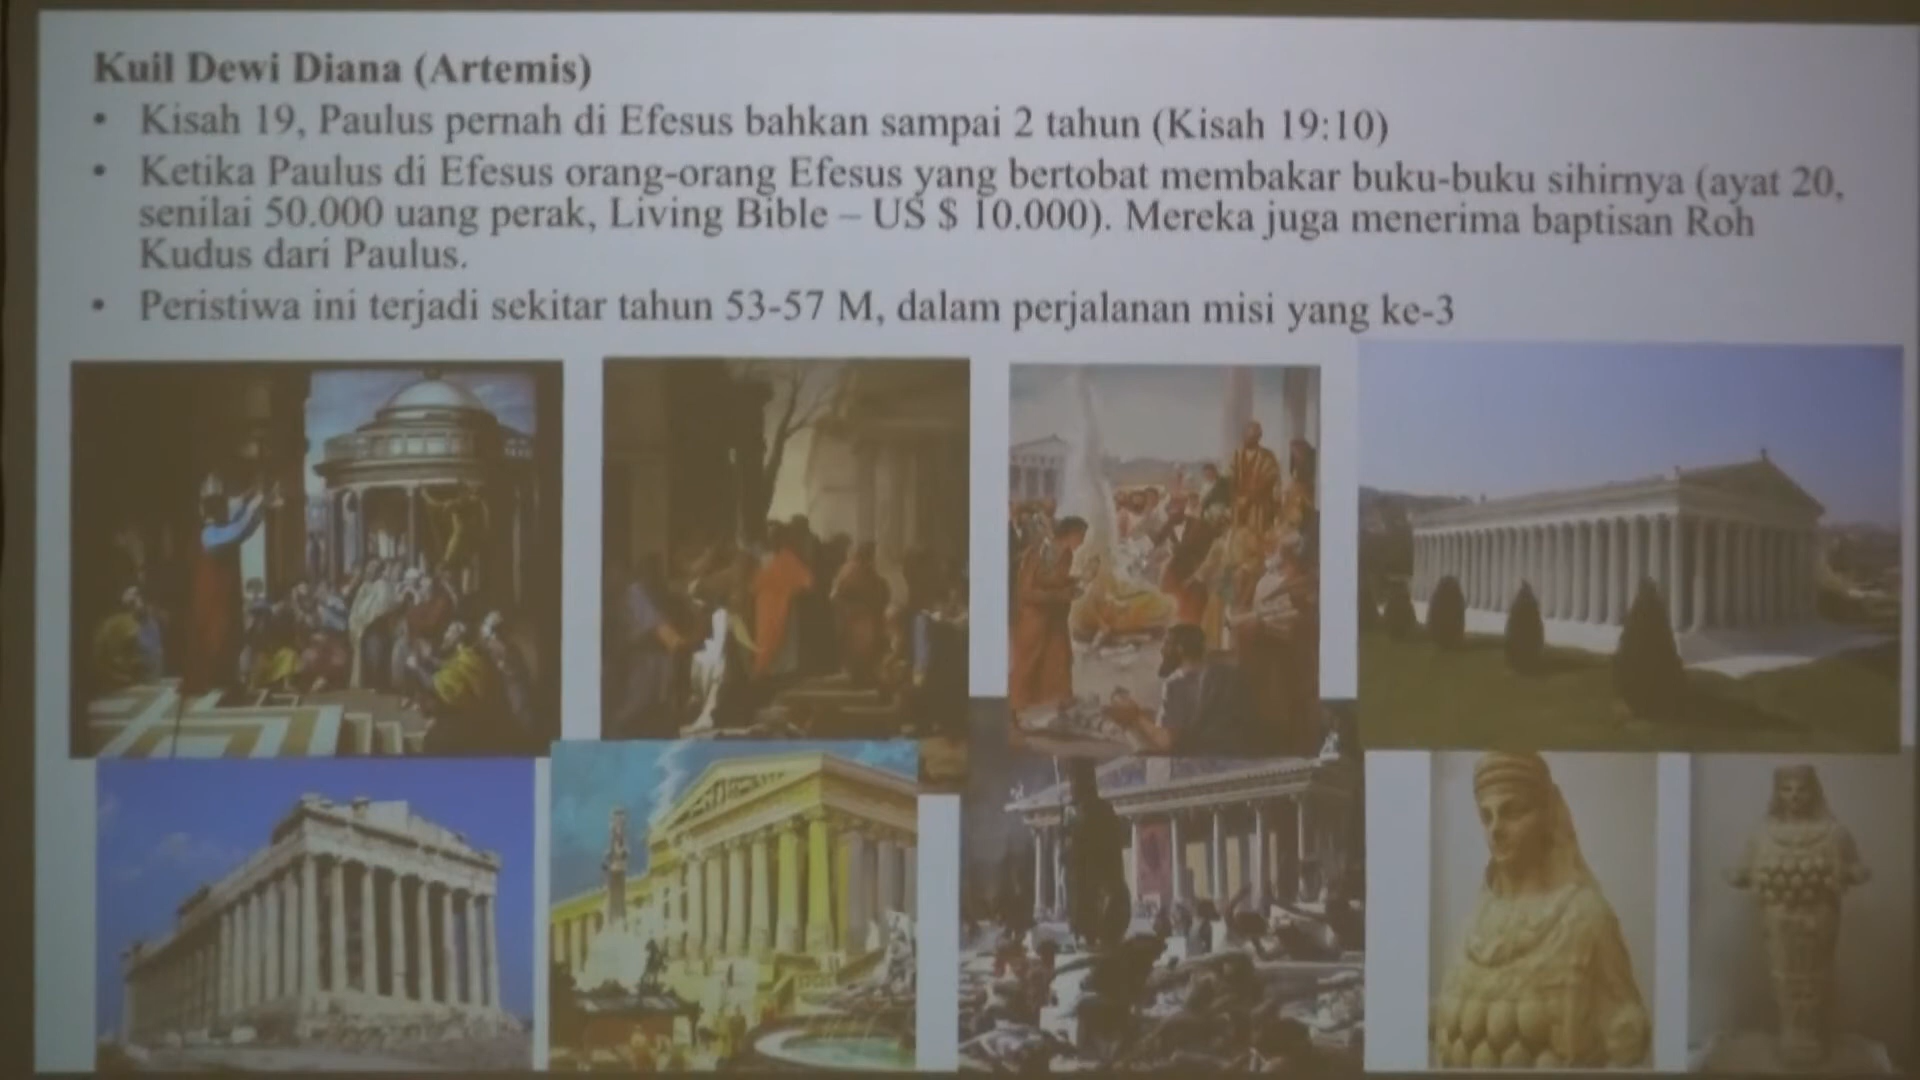 Kuil Dewi Diana (Artemis)
• Kisah 19, Paulus pernah di Efesus bahkan sampai 2 tahun (Kisah 19:10)
• Ketika Paulus di Efesus orang-orang Efesus yang bertobat membakar buku-buku sihirnya (ayat 20,
senilai 50.000 uang perak, Living Bible – US $ 10.000). Mereka juga menerima baptisan Roh
Kudus dari Paulus.
• Peristiwa ini terjadi sekitar tahun 53-57 M, dalam perjalanan misi yang ke-3